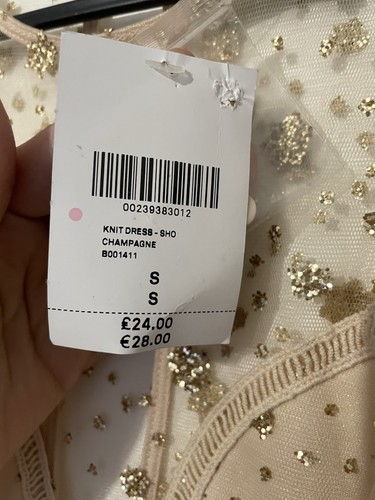 00239383012
KNIT DRESS - SHO
CHAMPAGNE
B001411
S
S
£24.00
€28.00